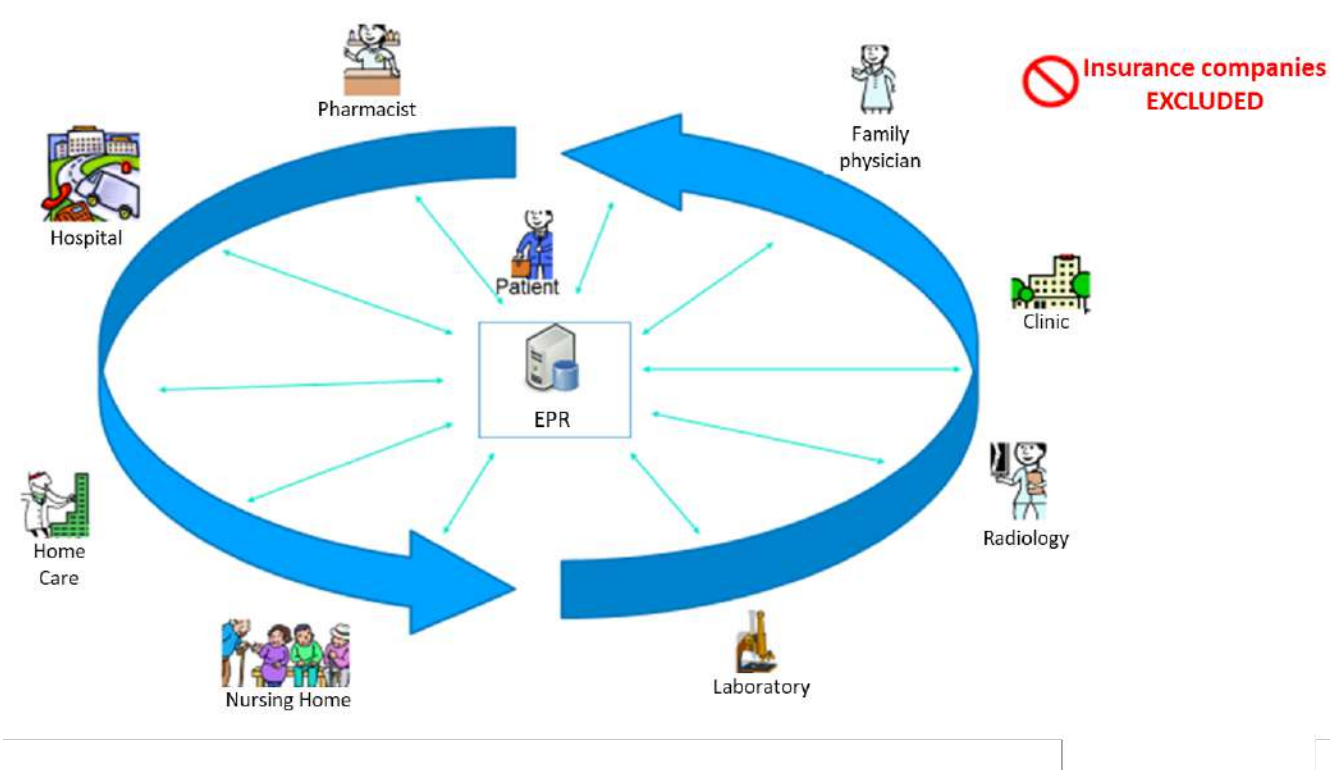 Pharmacist
Family
physician
Insurance companies
EXCLUDED
Hospital
Patient
Clinic
EPR
Home
Care
Radiology
Nursing Home
Laboratory